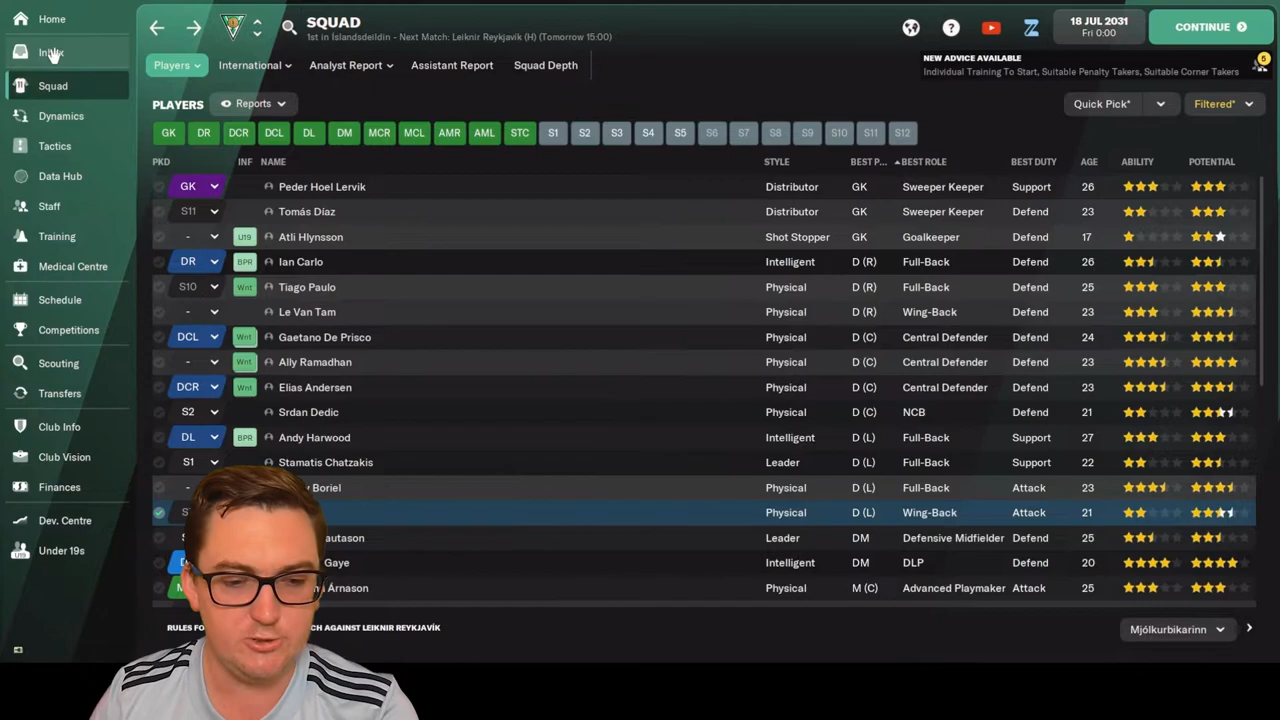 Home
SQUAD
1st in Íslandsdeildin - Next Match: Leiknir Reykjavík (H) (Tomorrow 15:00)
18 JUL 2031
Fri 0:00
CONTINUE
Inbox
Squad
Dynamics
Tactics
Data Hub
Staff
Training
Medical Centre
Schedule
Competitions
Scouting
Transfers
Club Info
Club Vision
Finances
Dev. Centre
Under 19s
Players International Analyst Report Assistant Report Squad Depth
NEW ADVICE AVAILABLE 5
Individual Training To Start, Suitable Penalty Takers, Suitable Corner Takers
PLAYERS Reports Quick Pick* Filtered*
GK DR DCR DCL DL DM MCR MCL AMR AML STC S1 S2 S3 S4 S5 S6 S7 S8 S9 S10 S11 S12
PKD INF NAME STYLE BEST P... BEST ROLE BEST DUTY AGE ABILITY POTENTIAL
GK Peder Hoel Lervik Distributor GK Sweeper Keeper Support 26
S11 Tomás Díaz Distributor GK Sweeper Keeper Defend 23
- U19 Atli Hlynsson Shot Stopper GK Goalkeeper Defend 17
DR BPR Ian Carlo Intelligent D (R) Full-Back Defend 26
S10 Wnt Tiago Paulo Physical D (R) Full-Back Defend 25
- Le Van Tam Physical D (R) Wing-Back Defend 23
DCL Wnt Gaetano De Prisco Physical D (C) Central Defender Defend 24
- Wnt Ally Ramadhan Physical D (C) Central Defender Defend 23
DCR Wnt Elias Andersen Physical D (C) Central Defender Defend 23
S2 Srdan Dedic Physical D (C) NCB Defend 21
DL BPR Andy Harwood Intelligent D (L) Full-Back Support 27
S1 Stamatis Chatzakis Leader D (L) Full-Back Support 22
- Boriel Physical D (L) Full-Back Attack 23
Physical D (L) Wing-Back Attack 21
Leader DM Defensive Midfielder Defend 25
Gaye Intelligent DM DLP Defend 20
Árnason Physical M (C) Advanced Playmaker Attack 25
AGAINST LEIKNIR REYKJAVÍK
Mjólkurbikarinn